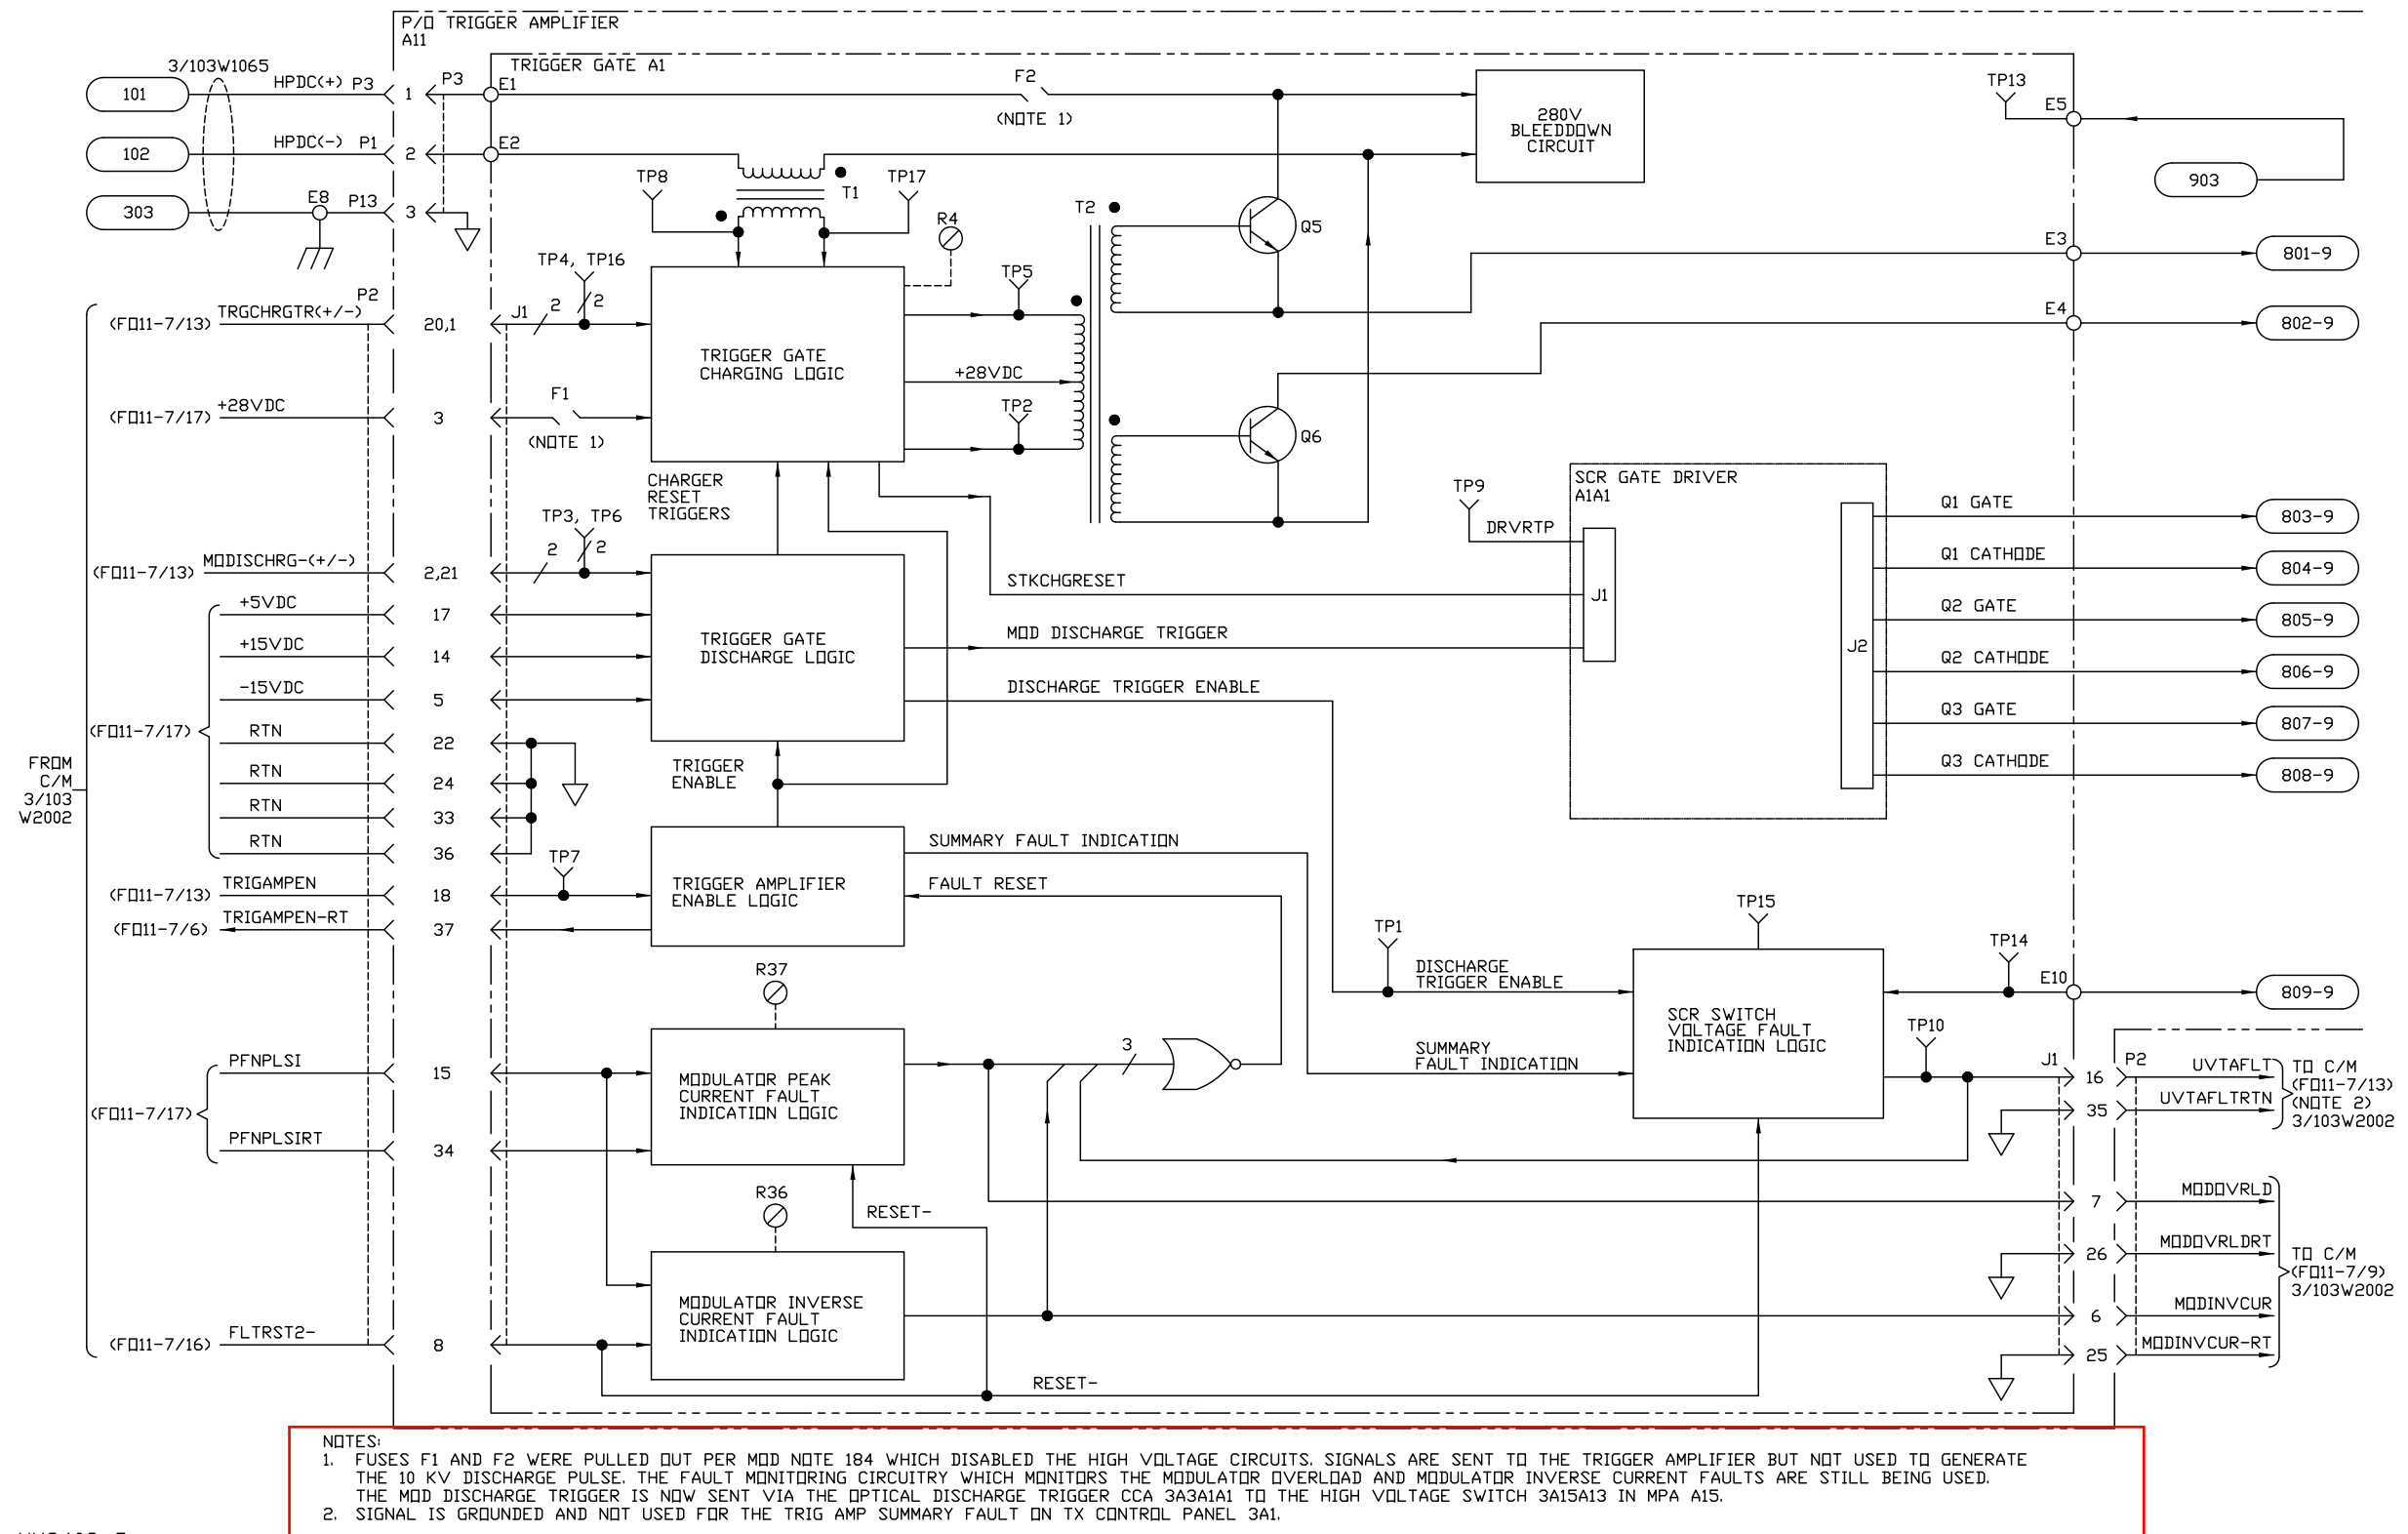 P/O TRIGGER AMPLIFIER
A11
TRIGGER GATE A1
3/103W1065
101
HPDC(+) P3
1
P3
E1
F2
(NOTE 1)
280V
BLEEDDOWN
CIRCUIT
TP13
E5
903
102
HPDC(-) P1
2
E2
303
E8
P13
3
TP8
T1
TP17
R4
T2
Q5
E3
801-9
E4
802-9
P2
(FO11-7/13)
TRGCHRGTR(+/-)
20,1
J1
2
TP4, TP16
2
TRIGGER GATE
CHARGING LOGIC
TP5
+28VDC
TP2
Q6
(FO11-7/17)
+28VDC
3
F1
(NOTE 1)
CHARGER
RESET
TRIGGERS
TP3, TP6
2
2
(FO11-7/13)
MODISCHRG-(+/-)
2,21
+5VDC
17
+15VDC
14
-15VDC
5
(FO11-7/17)
RTN
22
RTN
24
RTN
33
RTN
36
FROM
C/M
3/103
W2002
TRIGGER GATE
DISCHARGE LOGIC
STKCHGRESET
MOD DISCHARGE TRIGGER
DISCHARGE TRIGGER ENABLE
TP9
DRVRTP
SCR GATE DRIVER
A1A1
J1
J2
Q1 GATE
803-9
Q1 CATHODE
804-9
Q2 GATE
805-9
Q2 CATHODE
806-9
Q3 GATE
807-9
Q3 CATHODE
808-9
TRIGGER
ENABLE
TP7
(FO11-7/13)
TRIGAMPEN
18
(FO11-7/6)
TRIGAMPEN-RT
37
TRIGGER AMPLIFIER
ENABLE LOGIC
SUMMARY FAULT INDICATION
FAULT RESET
TP1
DISCHARGE
TRIGGER ENABLE
SUMMARY
FAULT INDICATION
TP15
SCR SWITCH
VOLTAGE FAULT
INDICATION LOGIC
TP14
E10
809-9
TP10
R37
(FO11-7/17)
PFNPLSI
15
PFNPLSIRT
34
MODULATOR PEAK
CURRENT FAULT
INDICATION LOGIC
3
J1
P2
16
UVTAFLT
35
UVTAFLTRTN
TO C/M
(FO11-7/13)
(NOTE 2)
3/103W2002
R36
RESET-
7
MODOVRLD
26
MODOVRLDRT
6
MODINVCUR
25
MODINVCUR-RT
TO C/M
(FO11-7/9)
3/103W2002
MODULATOR INVERSE
CURRENT FAULT
INDICATION LOGIC
(FO11-7/16)
FLTRST2-
8
RESET-
NOTES:
1. FUSES F1 AND F2 WERE PULLED OUT PER MOD NOTE 184 WHICH DISABLED THE HIGH VOLTAGE CIRCUITS. SIGNALS ARE SENT TO THE TRIGGER AMPLIFIER BUT NOT USED TO GENERATE
THE 10 KV DISCHARGE PULSE. THE FAULT MONITORING CIRCUITRY WHICH MONITORS THE MODULATOR OVERLOAD AND MODULATOR INVERSE CURRENT FAULTS ARE STILL BEING USED.
THE MOD DISCHARGE TRIGGER IS NOW SENT VIA THE OPTICAL DISCHARGE TRIGGER CCA 3A3A1A1 TO THE HIGH VOLTAGE SWITCH 3A15A13 IN MPA A15.
2. SIGNAL IS GROUNDED AND NOT USED FOR THE TRIG AMP SUMMARY FAULT ON TX CONTROL PANEL 3A1.